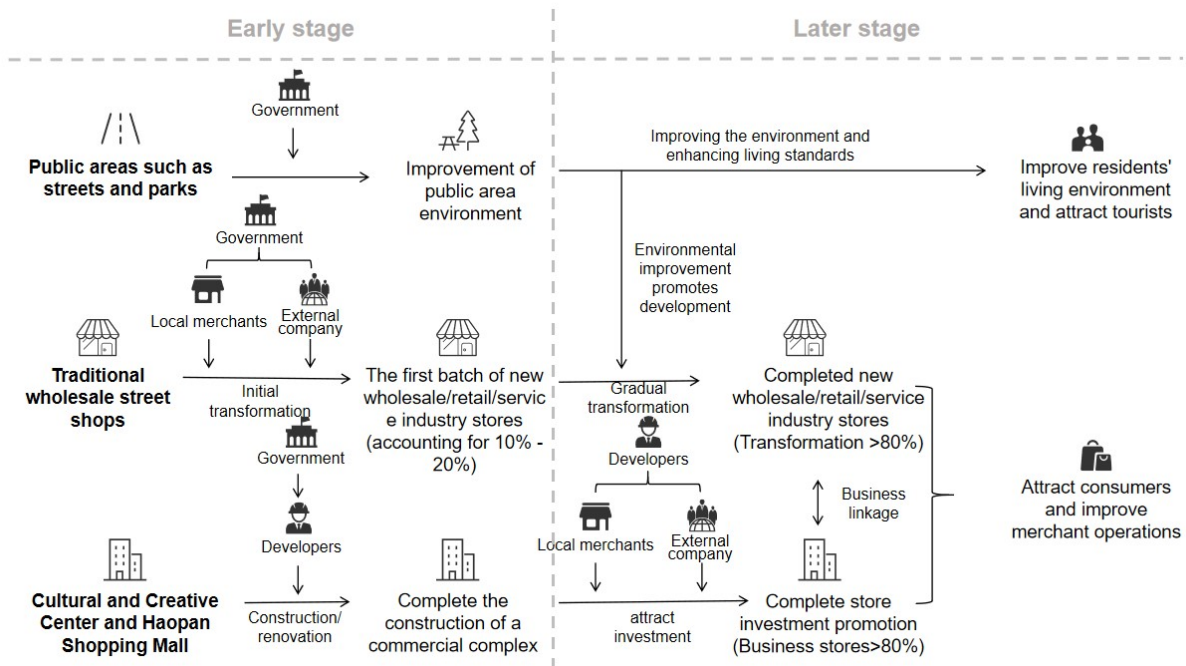 Early stage
Later stage
Government
Public areas such as
streets and parks
Improvement of
public area
environment
Improving the environment and
enhancing living standards
Improve residents'
living environment
and attract tourists
Government
Local merchants
External
company
Environmental
improvement
promotes
development
Traditional
wholesale street
shops
Initial
transformation
The first batch of new
wholesale/retail/servic
e industry stores
(accounting for 10% -
20%)
Gradual
transformation
Completed new
wholesale/retail/service
industry stores
(Transformation >80%)
Government
Developers
Developers
Local merchants
External
company
Business
linkage
Attract consumers
and improve
merchant operations
Cultural and Creative
Center and Haopan
Shopping Mall
Construction/
renovation
Complete the
construction of a
commercial complex
attract
investment
Complete store
investment promotion
(Business stores>80%)